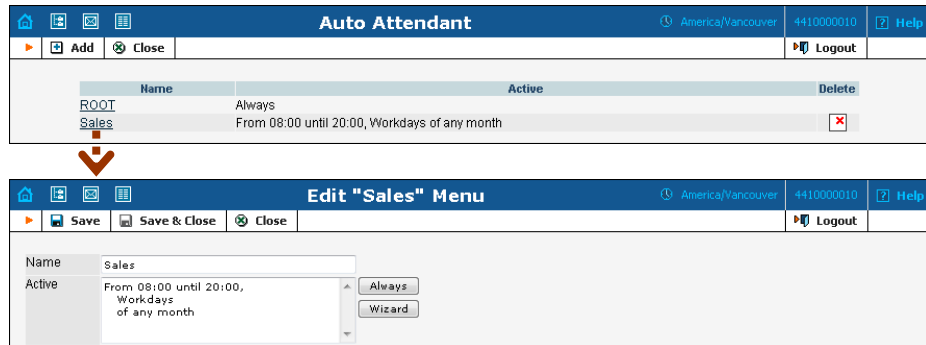 Auto Attendant America/Vancouver 4410000010 ? Help
Add Close Logout
Name Active Delete
ROOT Always
Sales From 08:00 until 20:00, Workdays of any month
Edit "Sales" Menu America/Vancouver 4410000010 ? Help
Save Save & Close Close Logout
Name Sales
Active From 08:00 until 20:00, Always
Workdays
of any month Wizard